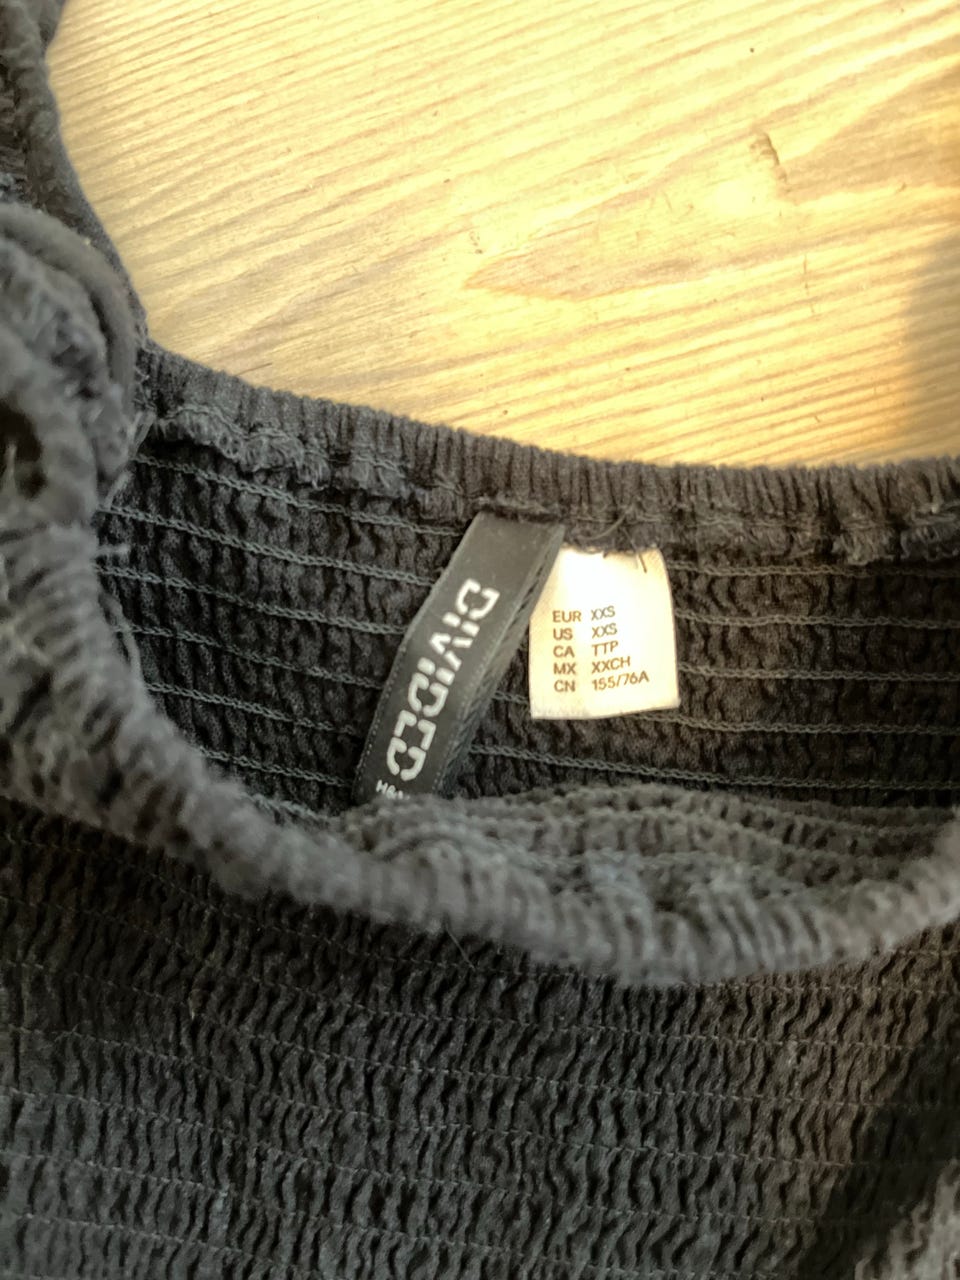 DIVIDED
EUR XXS
US XXS
CA TTP
MX XXCH
CN 155/76A